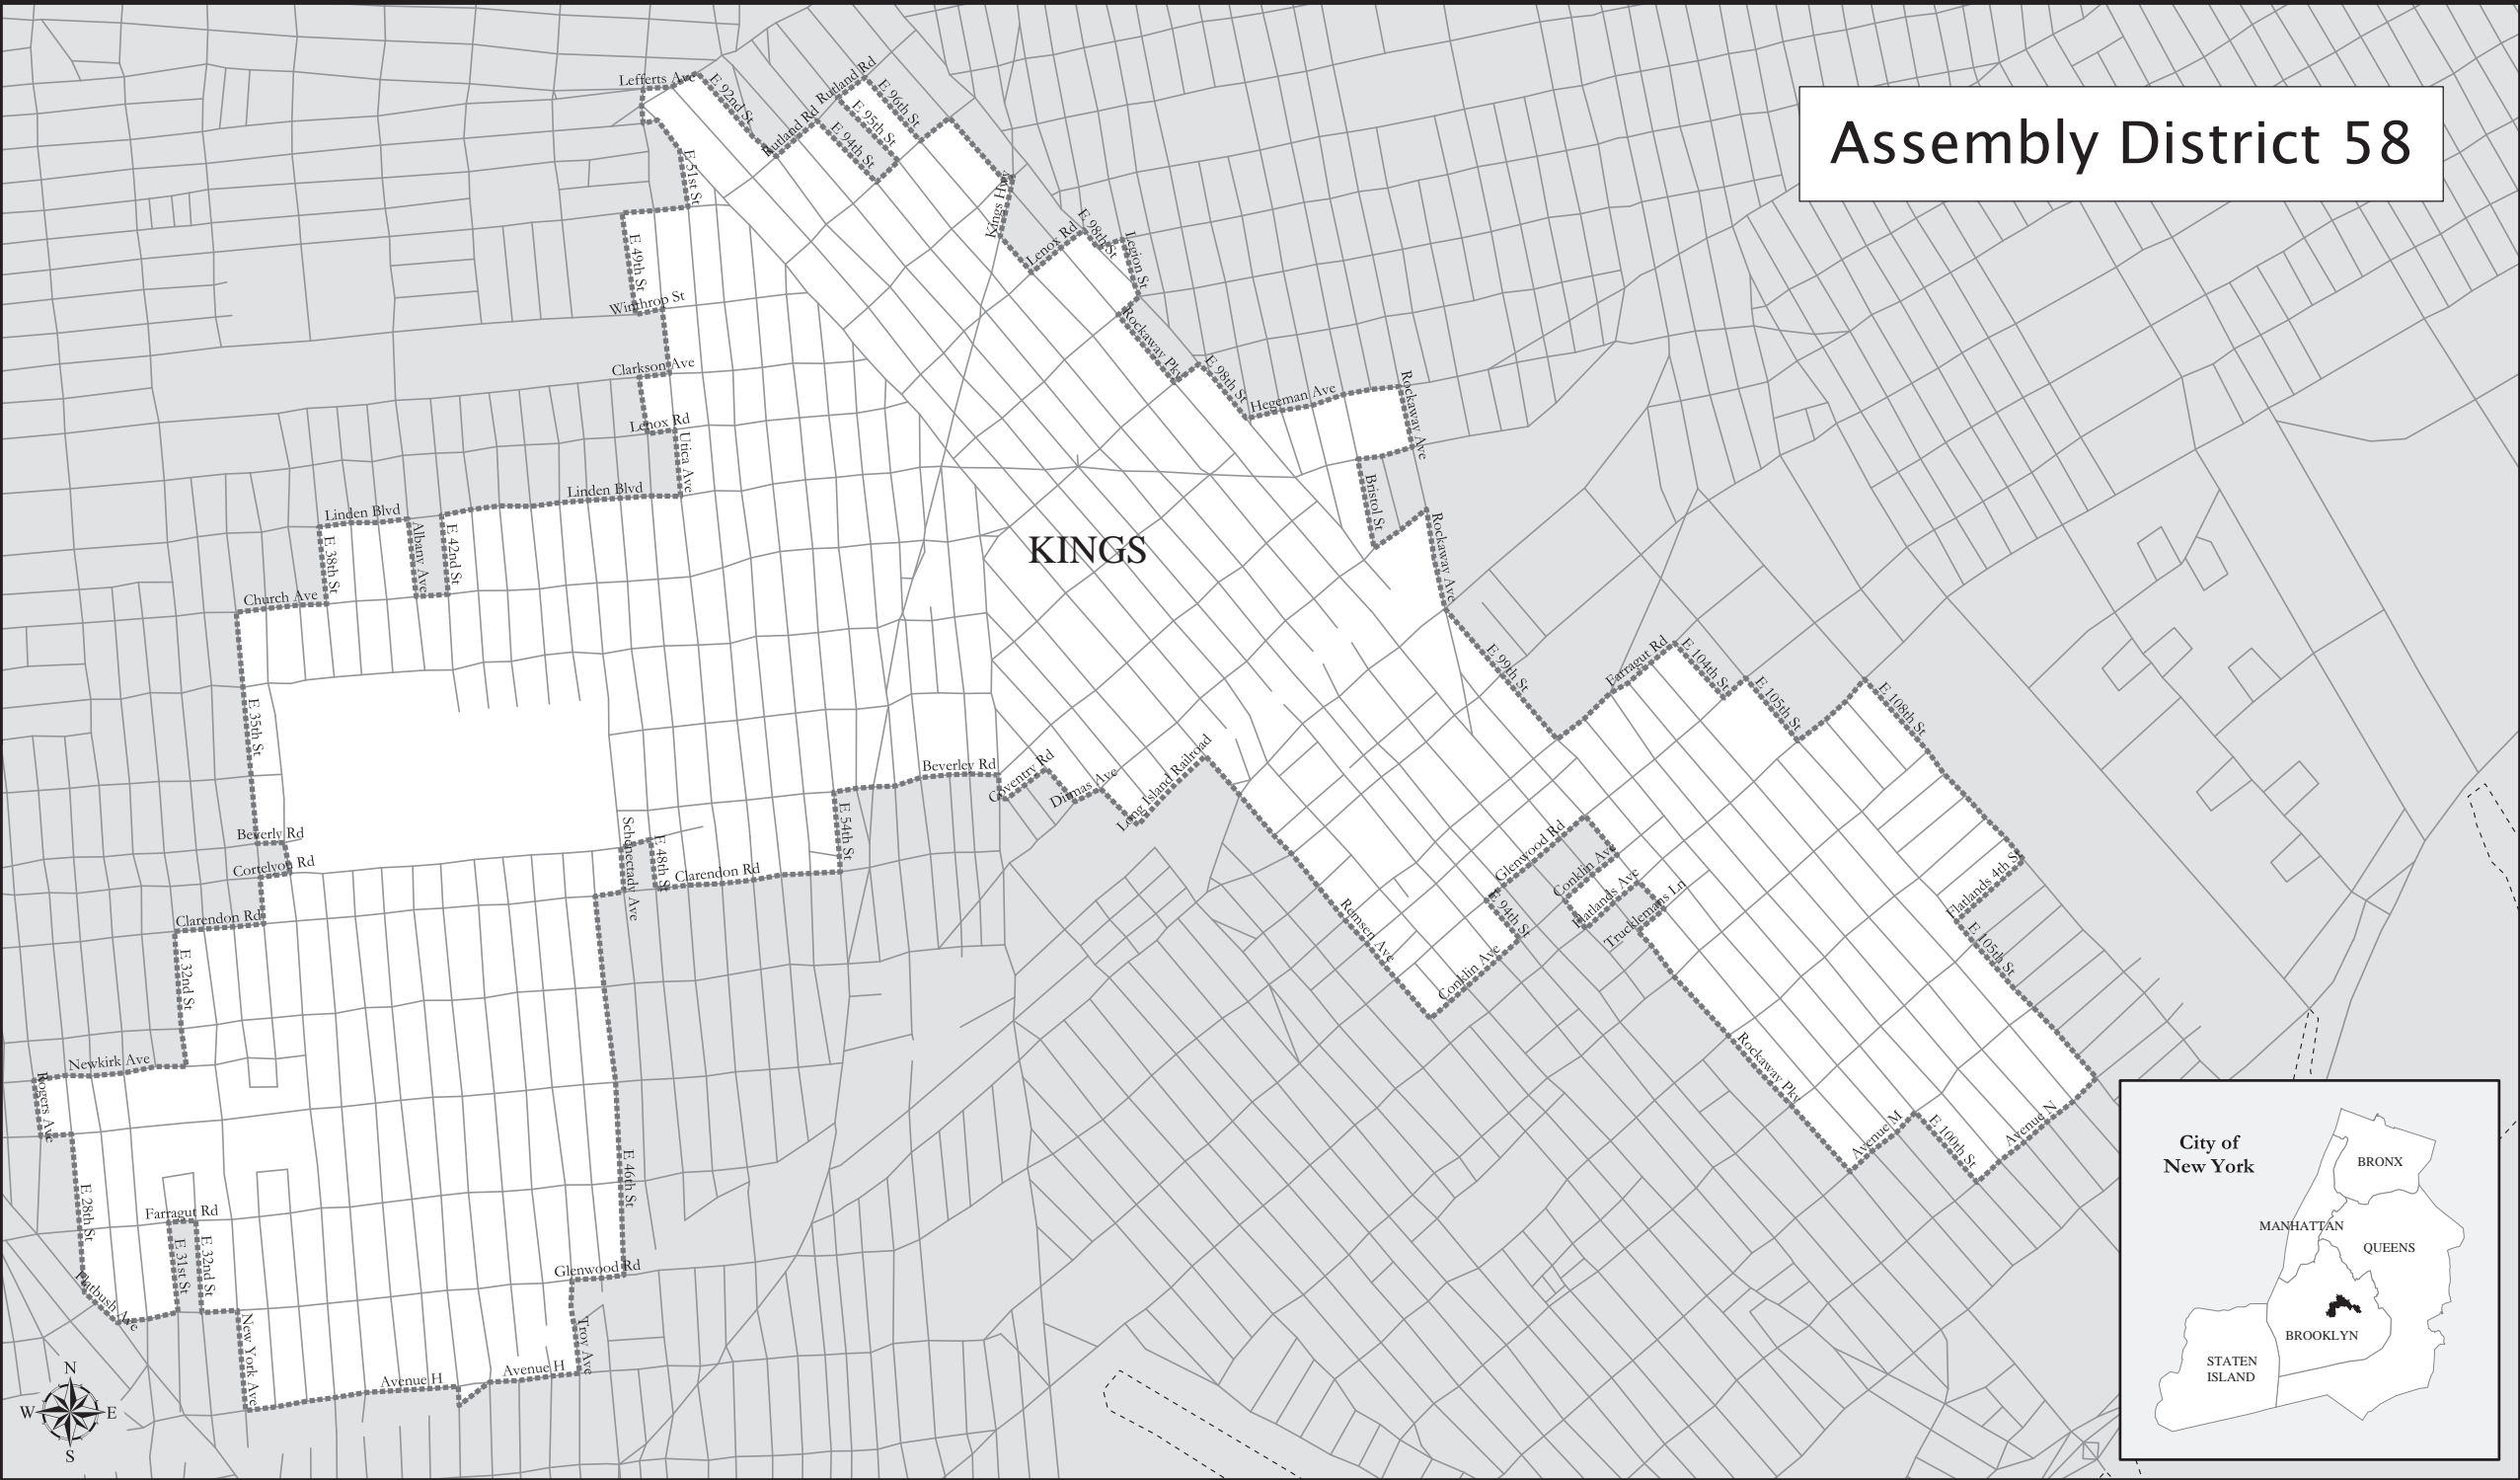 Assembly District 58
Lefferts Ave
E 92nd St
Rutland Rd
Rutland Rd
E 96th St
E 95th St
E 94th St
E 51st St
E 49th St
Kings Hwy
Lenox Rd
E 98th St
Legion St
Winthrop St
Rockaway Pky
Clarkson Ave
E 98th St
Hegeman Ave
Rockaway Ave
Lenox Rd
Utica Ave
Linden Blvd
Linden Blvd
Bristol St
E 38th St
Albany Ave
E 42nd St
Rockaway Ave
KINGS
Church Ave
E 99th St
Farragut Rd
E 104th St
E 105th St
E 108th St
E 35th St
Beverley Rd
Coventry Rd
Ditmas Ave
Long Island Railroad
Beverly Rd
Schenectady Ave
E 48th St
E 54th St
Cortelyou Rd
Clarendon Rd
Glenwood Rd
Conklin Ave
Flatlands Ave
Trucklemans Ln
Flatlands 4th St
Clarendon Rd
E 94th St
Remsen Ave
Conklin Ave
E 105th St
E 32nd St
Newkirk Ave
Rogers Ave
Rockaway Pky
Avenue M
E 100th St
Avenue N
E 46th St
E 28th St
Farragut Rd
E 31st St
E 32nd St
Flatbush Ave
Glenwood Rd
New York Ave
Troy Ave
Avenue H
Avenue H
N
W
E
S
City of
New York
BRONX
MANHATTAN
QUEENS
BROOKLYN
STATEN
ISLAND